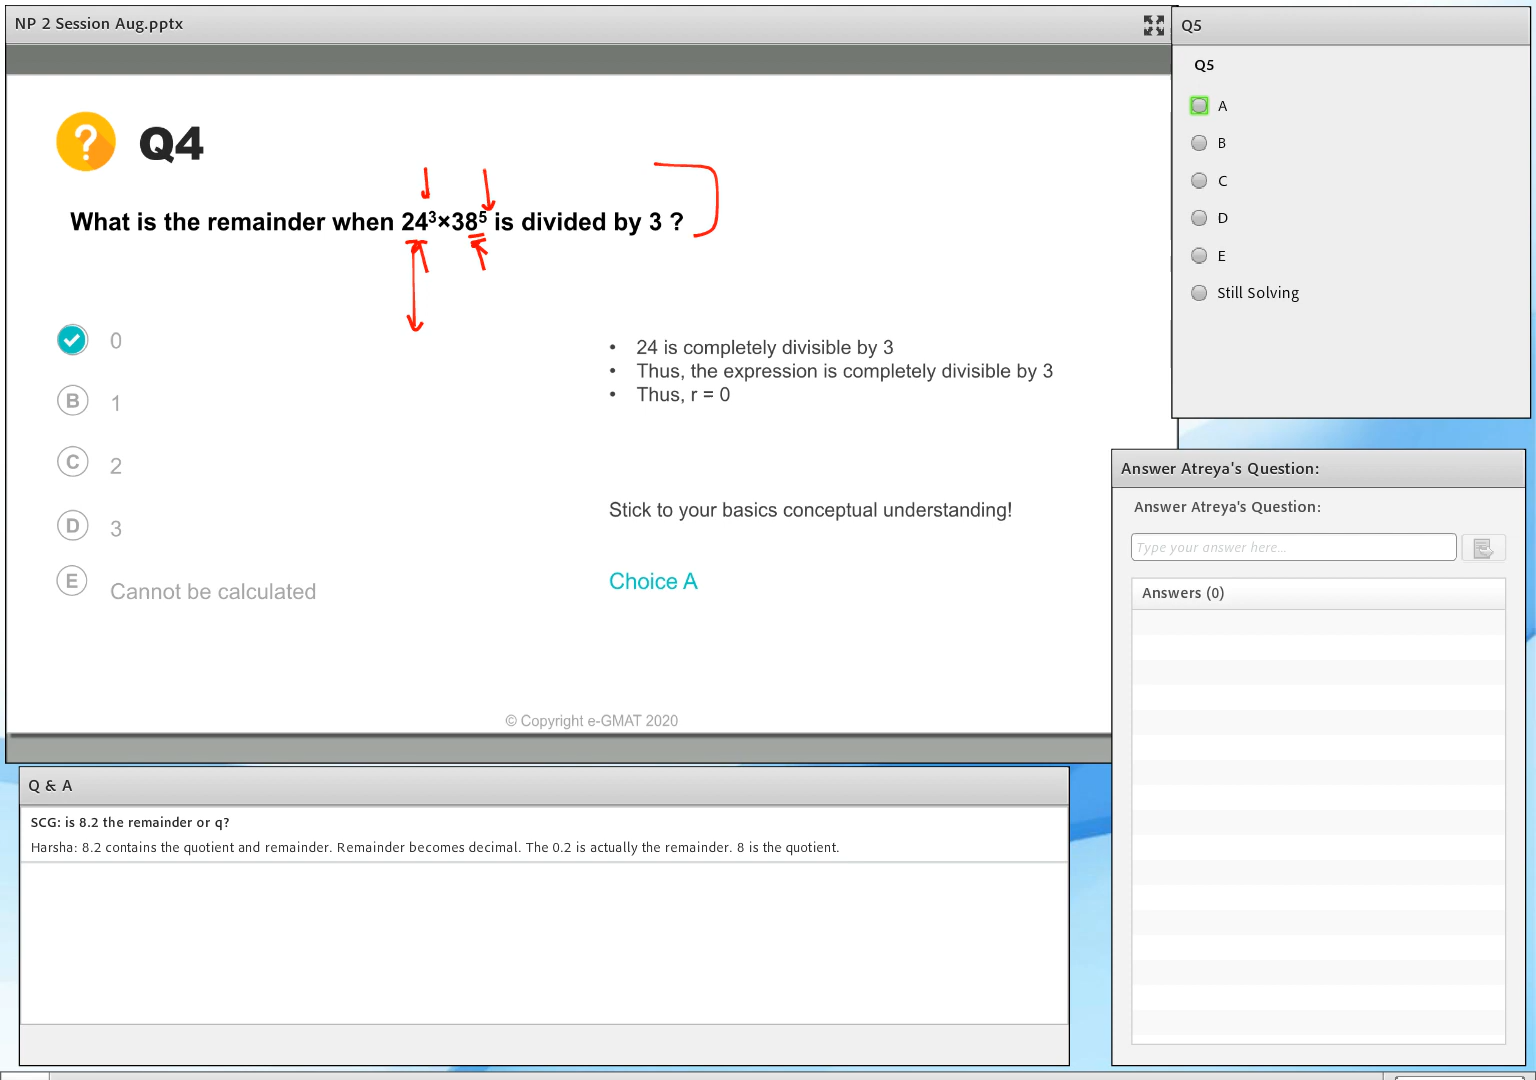 NP 2 Session Aug.pptx
Q4
What is the remainder when 24³×38⁵ is divided by 3 ?
0
B 1
C 2
D 3
E Cannot be calculated
• 24 is completely divisible by 3
• Thus, the expression is completely divisible by 3
• Thus, r = 0
Stick to your basics conceptual understanding!
Choice A
© Copyright e-GMAT 2020
Q5
Q5
A
B
C
D
E
Still Solving
Answer Atreya's Question:
Answer Atreya's Question:
Type your answer here...
Answers (0)
Q & A
SCG: is 8.2 the remainder or q?
Harsha: 8.2 contains the quotient and remainder. Remainder becomes decimal. The 0.2 is actually the remainder. 8 is the quotient.